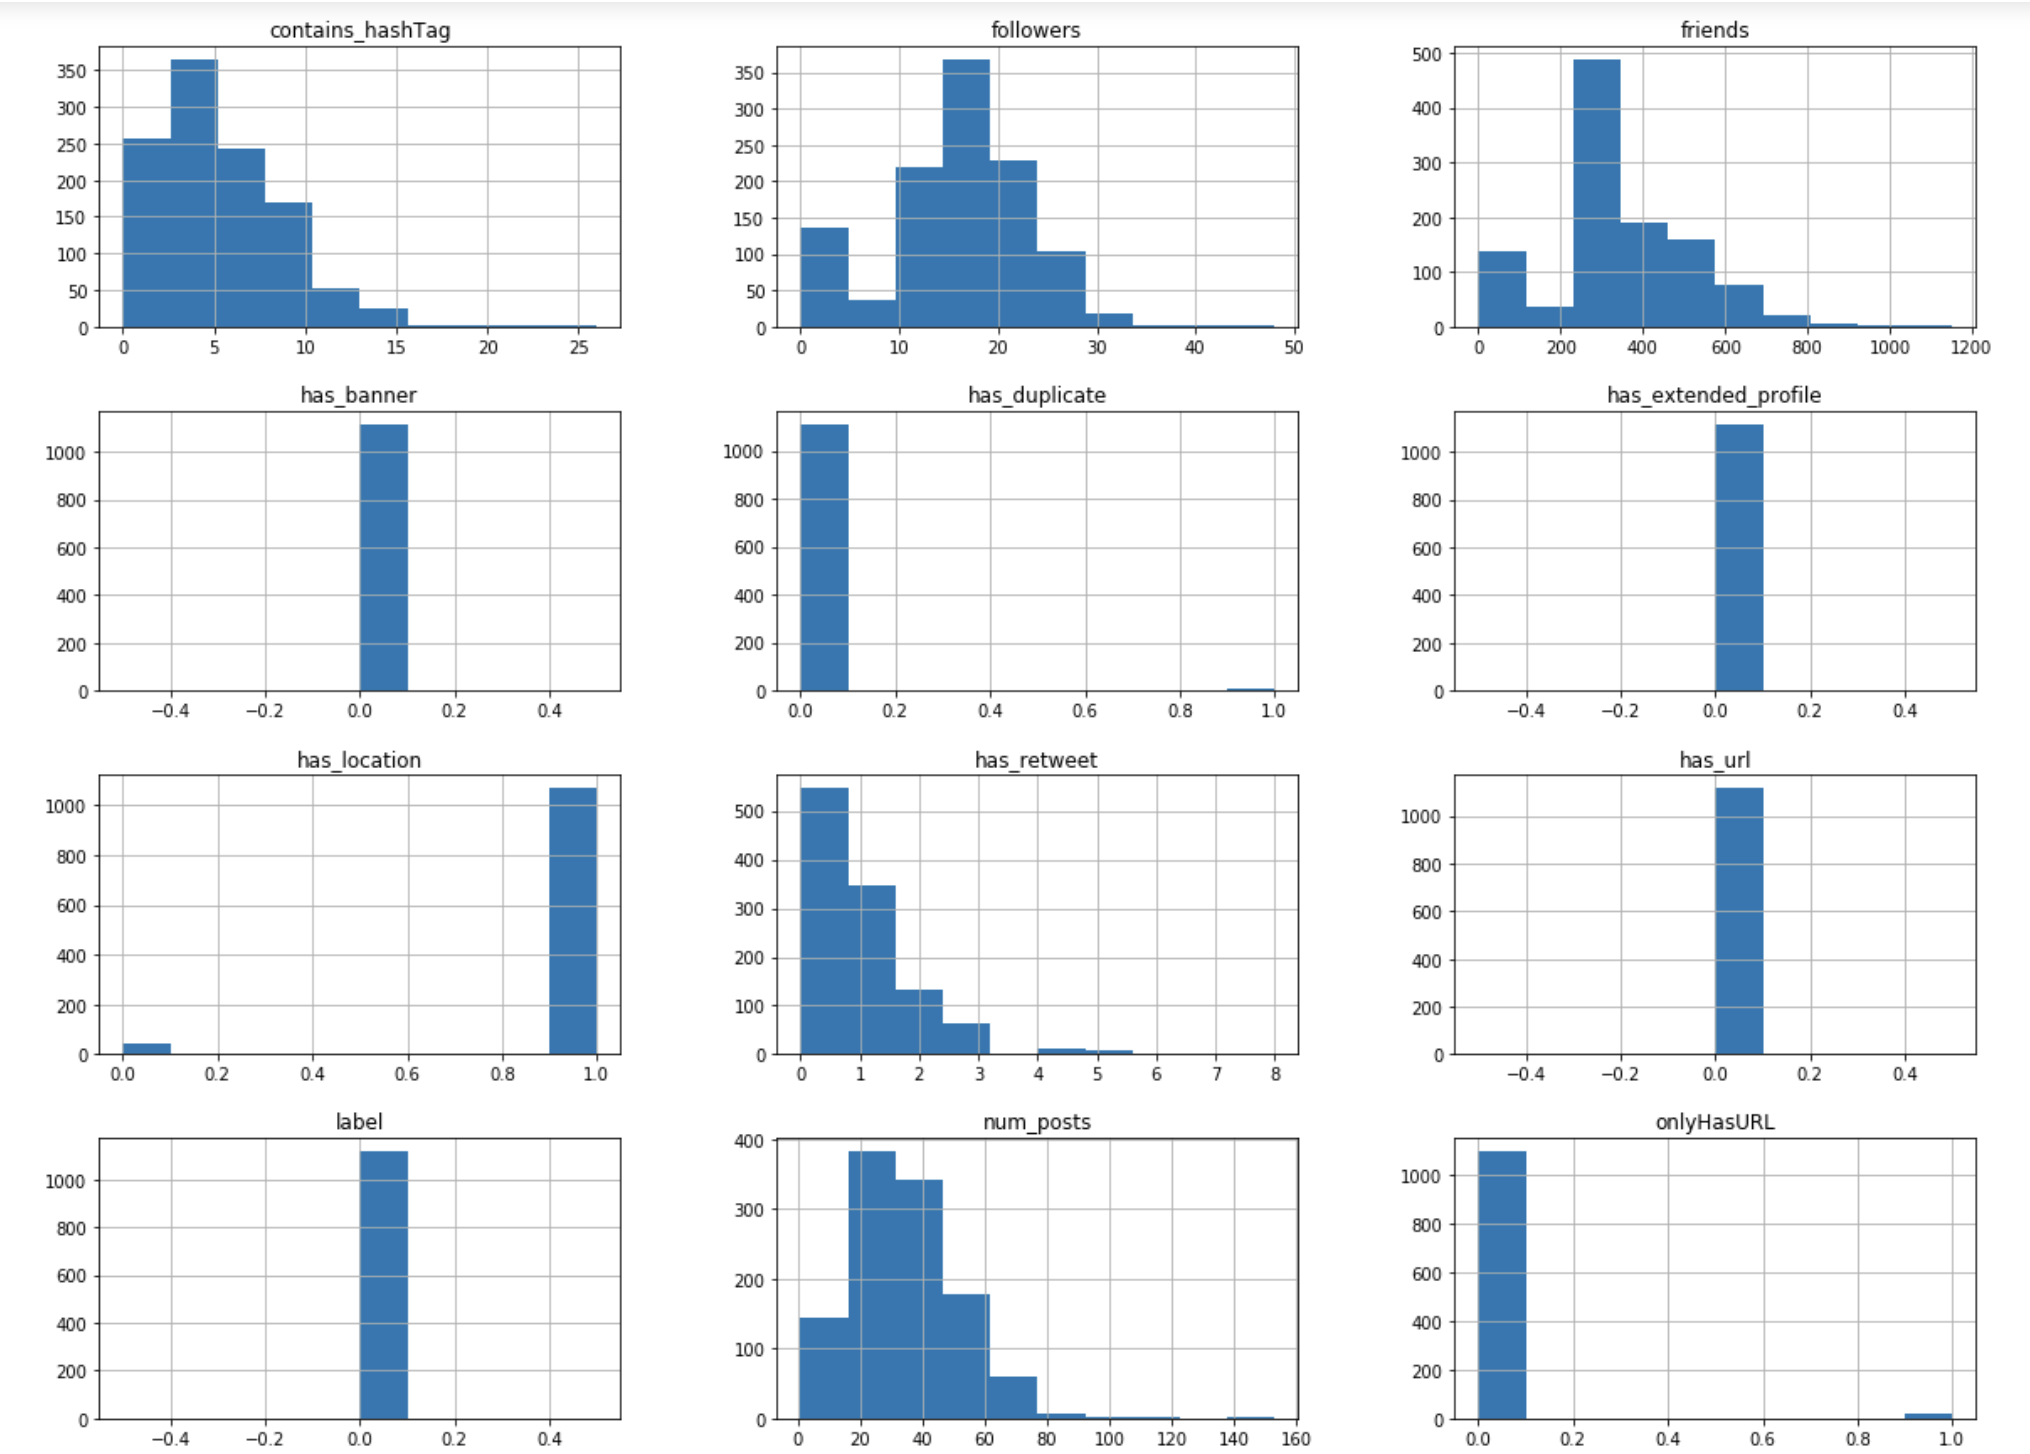 contains_hashTag followers friends
350 350 500
300 300 400
250 250 300
200 200 200
150 150 100
100 100 0
50 50
0 0
0 5 10 15 20 25 0 10 20 30 40 50 0 200 400 600 800 1000 1200
has_banner has_duplicate has_extended_profile
1000 1000 1000
800 800 800
600 600 600
400 400 400
200 200 200
0 0 0
−0.4 −0.2 0.0 0.2 0.4 0.0 0.2 0.4 0.6 0.8 1.0 −0.4 −0.2 0.0 0.2 0.4
has_location has_retweet has_url
1000 500 1000
800 400 800
600 300 600
400 200 400
200 100 200
0 0 0
0.0 0.2 0.4 0.6 0.8 1.0 0 1 2 3 4 5 6 7 8 −0.4 −0.2 0.0 0.2 0.4
label num_posts onlyHasURL
1000 400 1000
800 300 800
600 200 600
400 100 400
200 0 200
0 0
−0.4 −0.2 0.0 0.2 0.4 0 20 40 60 80 100 120 140 160 0.0 0.2 0.4 0.6 0.8 1.0